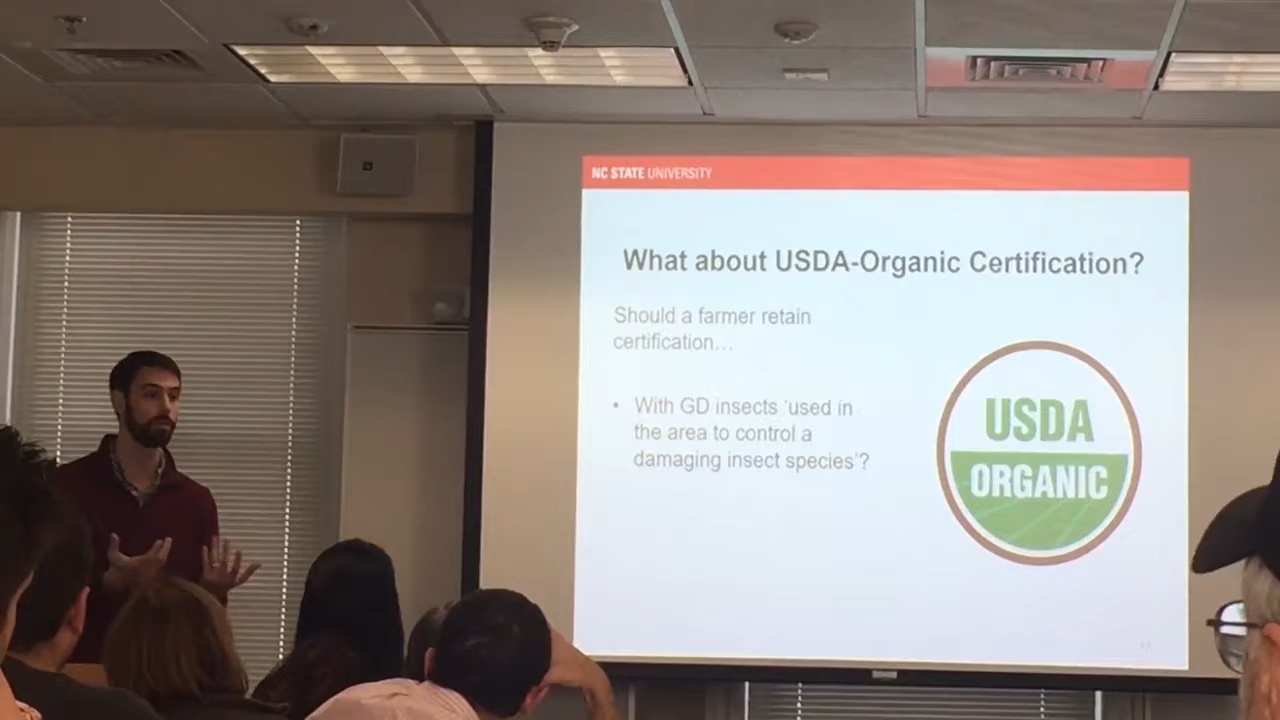 NC STATE UNIVERSITY
What about USDA-Organic Certification?
Should a farmer retain
certification…
• With GD insects 'used in
the area to control a
damaging insect species'?
USDA
ORGANIC